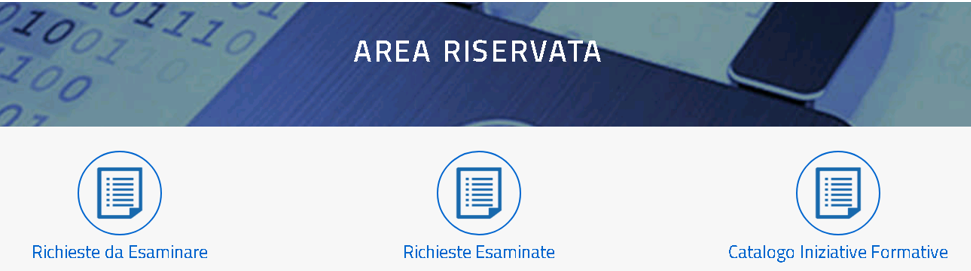 AREA RISERVATA
Richieste da Esaminare
Richieste Esaminate
Catalogo Iniziative Formative